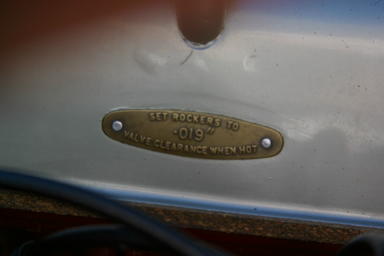 SET ROCKERS TO
·019"
VALVE CLEARANCE WHEN HOT